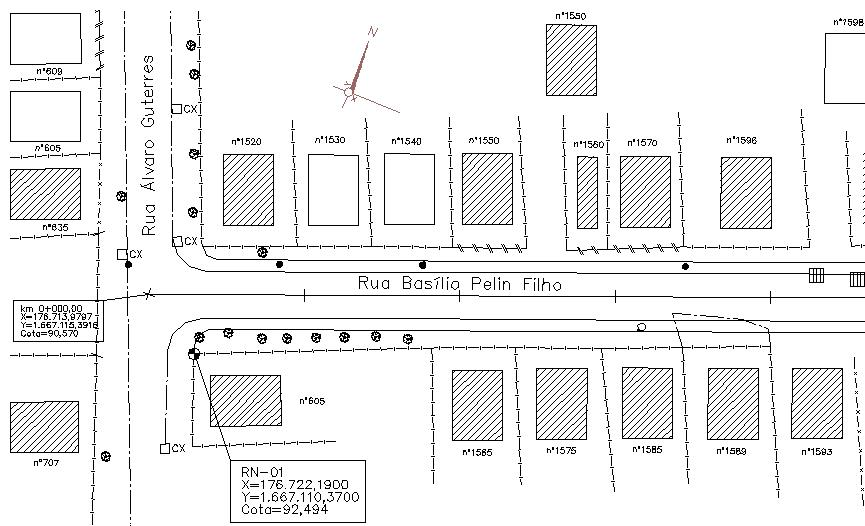 n°1550
n°1598
N
n°609
Rua Álvaro Guterres
CX
n°605
n°1520
n°1530
n°1540
n°1550
n°1560
n°1570
n°1596
n°635
CX
CX
Rua Basílio Pelin Filho
km 0+000,00
X=176.713,9797
Y=1.667.115,3916
Cota=90,570
n°605
n°707
CX
n°1565
n°1575
n°1585
n°1589
n°1593
RN-01
X=176.722,1900
Y=1.667.110,3700
Cota=92,494